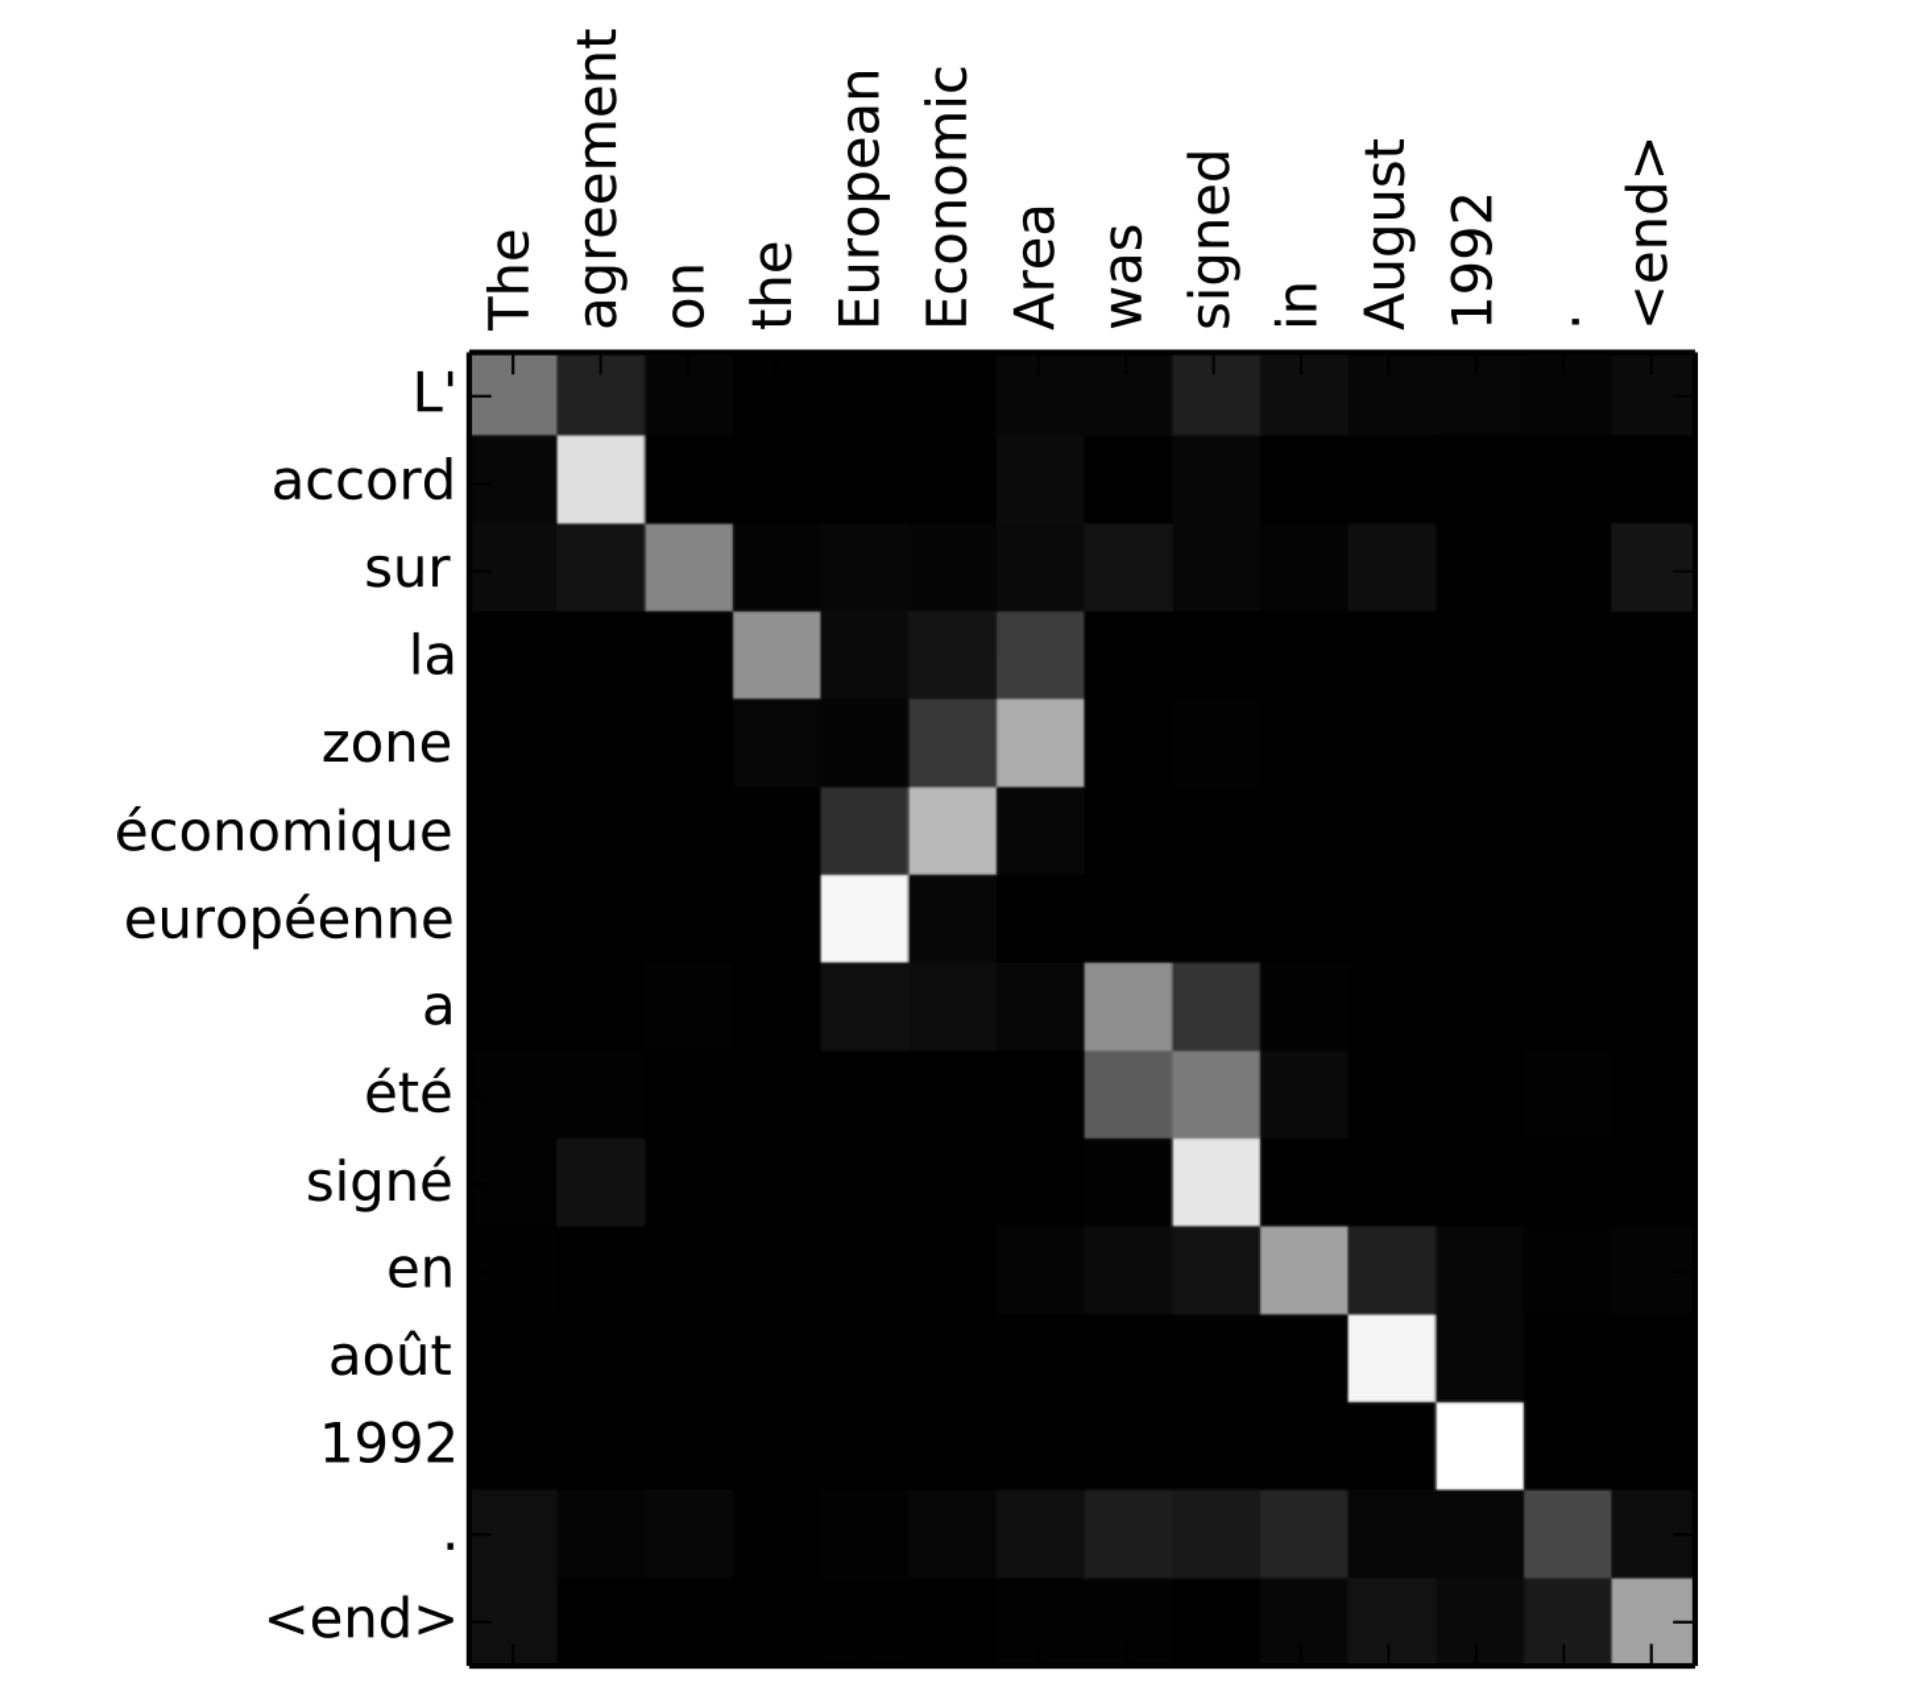 The
agreement
on
the
European
Economic
Area
was
signed
in
August
1992
.
<end>
L'
accord
sur
la
zone
économique
européenne
a
été
signé
en
août
1992
.
<end>